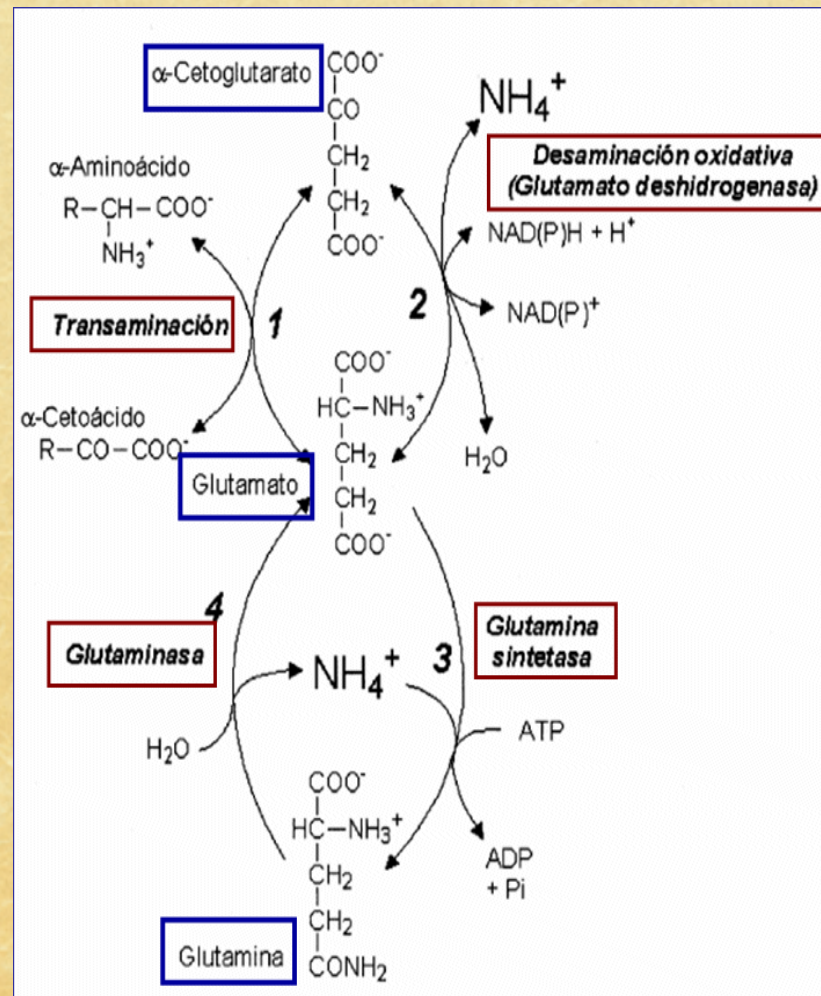 α-Cetoglutarato
COO⁻
CO
CH₂
CH₂
COO⁻
NH₄⁺
Desaminación oxidativa
(Glutamato deshidrogenasa)
α-Aminoácido
R–CH–COO⁻
NH₃⁺
NAD(P)H + H⁺
NAD(P)⁺
Transaminación
1
2
COO⁻
HC–NH₃⁺
CH₂
CH₂
COO⁻
H₂O
α-Cetoácido
R–CO–COO⁻
Glutamato
4
Glutaminasa
NH₄⁺
3
Glutamina
sintetasa
H₂O
ATP
COO⁻
HC–NH₃⁺
CH₂
CH₂
CONH₂
ADP
+ Pi
Glutamina